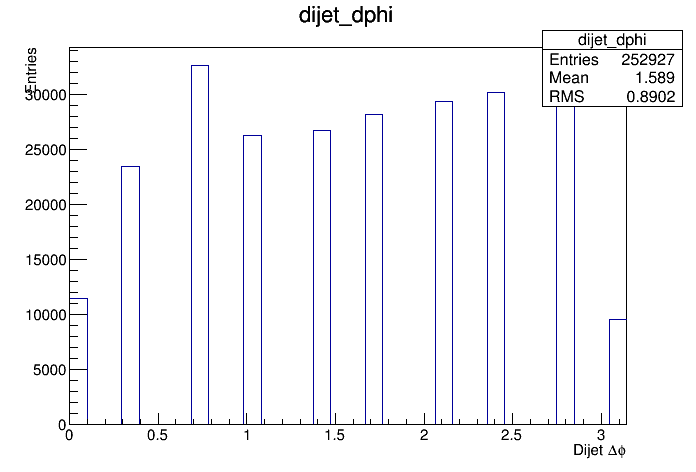 dijet_dphi
dijet_dphi
Entries 252927
Mean 1.589
RMS 0.8902
Entries
30000
25000
20000
15000
10000
5000
0
0 0.5 1 1.5 2 2.5 3
Dijet Δϕ